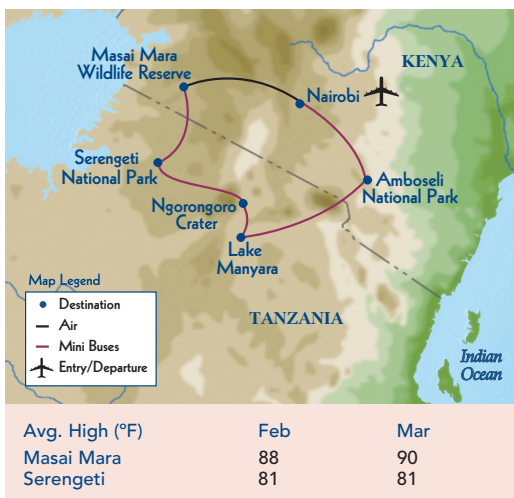 Masai Mara
Wildlife Reserve
KENYA
Nairobi
Serengeti
National Park
Amboseli
National Park
Ngorongoro
Crater
Lake
Manyara
Map Legend
Destination
Air
Mini Buses
Entry/Departure
TANZANIA
Indian
Ocean
Avg. High (ºF) Feb Mar
Masai Mara 88 90
Serengeti 81 81